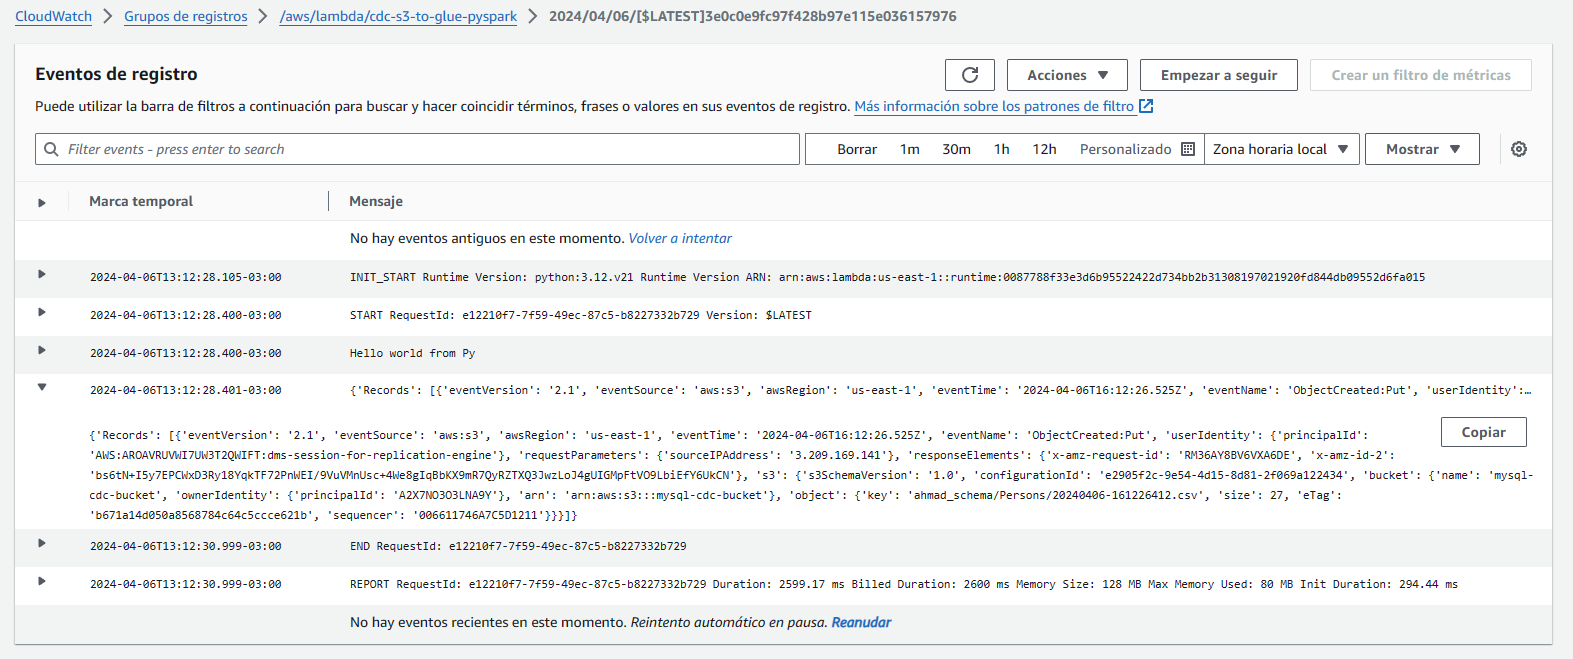 CloudWatch > Grupos de registros > /aws/lambda/cdc-s3-to-glue-pyspark > 2024/04/06/[$LATEST]3e0c0e9fc97f428b97e115e036157976
Eventos de registro
Acciones Empezar a seguir Crear un filtro de métricas
Puede utilizar la barra de filtros a continuación para buscar y hacer coincidir términos, frases o valores en sus eventos de registro. Más información sobre los patrones de filtro
Filter events - press enter to search Borrar 1m 30m 1h 12h Personalizado Zona horaria local Mostrar
Marca temporal Mensaje
No hay eventos antiguos en este momento. Volver a intentar
2024-04-06T13:12:28.105-03:00 INIT_START Runtime Version: python:3.12.v21 Runtime Version ARN: arn:aws:lambda:us-east-1::runtime:0087788f33e3d6b95522422d734bb2b31308197021920fd844db09552d6fa015
2024-04-06T13:12:28.400-03:00 START RequestId: e12210f7-7f59-49ec-87c5-b8227332b729 Version: $LATEST
2024-04-06T13:12:28.400-03:00 Hello world from Py
2024-04-06T13:12:28.401-03:00 {'Records': [{'eventVersion': '2.1', 'eventSource': 'aws:s3', 'awsRegion': 'us-east-1', 'eventTime': '2024-04-06T16:12:26.525Z', 'eventName': 'ObjectCreated:Put', 'userIdentity':…
Copiar
{'Records': [{'eventVersion': '2.1', 'eventSource': 'aws:s3', 'awsRegion': 'us-east-1', 'eventTime': '2024-04-06T16:12:26.525Z', 'eventName': 'ObjectCreated:Put', 'userIdentity': {'principalId':
'AWS:AROAVRUVWI7UW3T2QWIFT:dms-session-for-replication-engine'}, 'requestParameters': {'sourceIPAddress': '3.209.169.141'}, 'responseElements': {'x-amz-request-id': 'RM36AY8BV6VXA6DE', 'x-amz-id-2':
'bs6tN+I5y7EPCWxD3Ry18YqkTF72PnWEI/9VuVMnUsc+4We8gIqBbKX9mR7QyRZTXQ3JwzLoJ4gUIGMpFtVO9LbiEfY6UkCN'}, 's3': {'s3SchemaVersion': '1.0', 'configurationId': 'e2905f2c-9e54-4d15-8d81-2f069a122434', 'bucket': {'name': 'mysql-
cdc-bucket', 'ownerIdentity': {'principalId': 'A2X7NO3O3LNA9Y'}, 'arn': 'arn:aws:s3:::mysql-cdc-bucket'}, 'object': {'key': 'ahmad_schema/Persons/20240406-161226412.csv', 'size': 27, 'eTag':
'b671a14d050a8568784c64c5ccce621b', 'sequencer': '006611746A7C5D1211'}}}]}
2024-04-06T13:12:30.999-03:00 END RequestId: e12210f7-7f59-49ec-87c5-b8227332b729
2024-04-06T13:12:30.999-03:00 REPORT RequestId: e12210f7-7f59-49ec-87c5-b8227332b729 Duration: 2599.17 ms Billed Duration: 2600 ms Memory Size: 128 MB Max Memory Used: 80 MB Init Duration: 294.44 ms
No hay eventos recientes en este momento. Reintento automático en pausa. Reanudar